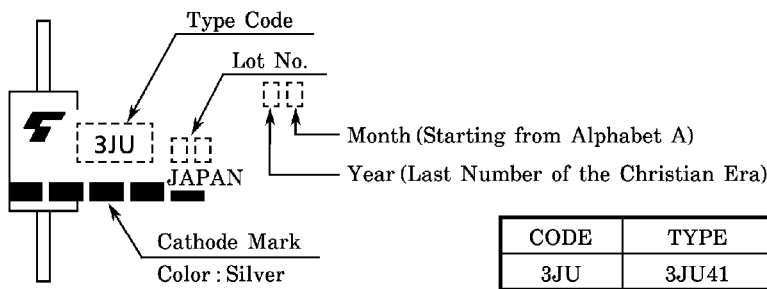 Type Code
Lot No.
3JU
JAPAN
Month (Starting from Alphabet A)
Year (Last Number of the Christian Era)
Cathode Mark
Color : Silver
CODE TYPE
3JU 3JU41